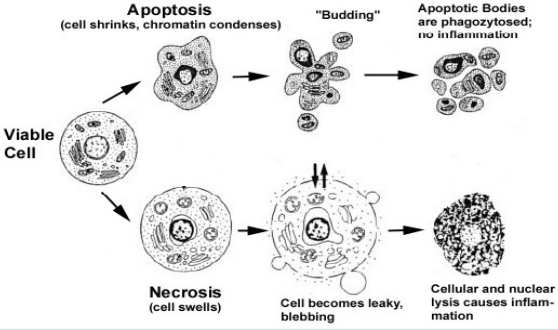 Apoptosis
(cell shrinks, chromatin condenses)
"Budding"
Apoptotic Bodies
are phagozytosed;
no inflammation
Viable
Cell
Necrosis
(cell swells)
Cell becomes leaky,
blebbing
Cellular and nuclear
lysis causes inflam-
mation